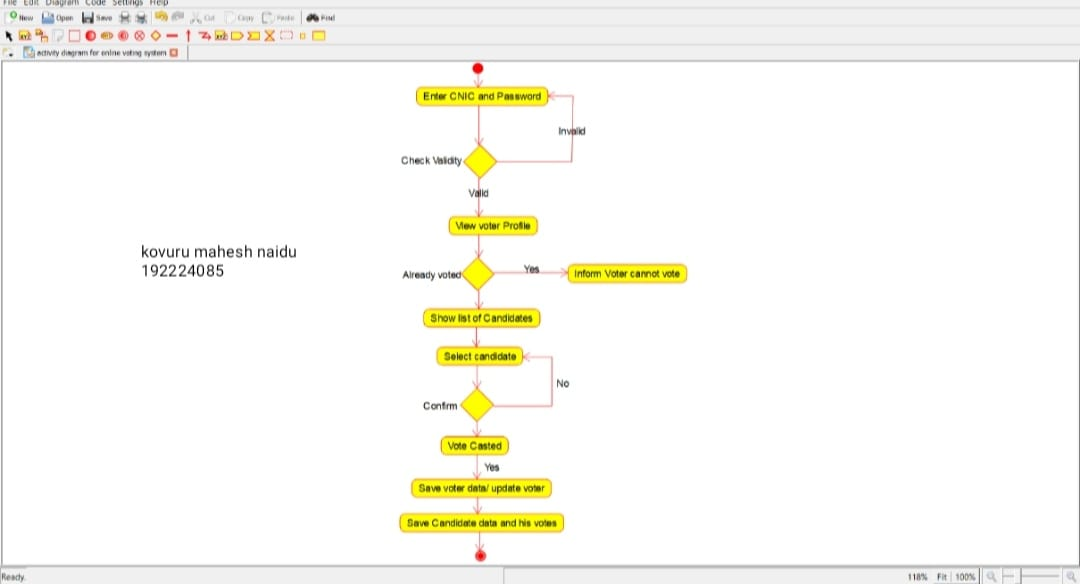 File Edit Diagram Code Settings Help
New Open Save Cut Copy Paste Find
activity diagram for online voting system
Enter CNIC and Password
Invalid
Check Validity
Valid
View voter Profile
kovuru mahesh naidu
192224085
Already voted
Yes
Inform Voter cannot vote
Show list of Candidates
Select candidate
No
Confirm
Vote Casted
Yes
Save voter data/ update voter
Save Candidate data and his votes
Ready.
118% Fit 100%